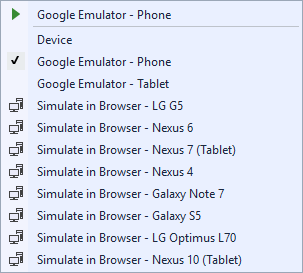 Google Emulator - Phone
Device
Google Emulator - Phone
Google Emulator - Tablet
Simulate in Browser - LG G5
Simulate in Browser - Nexus 6
Simulate in Browser - Nexus 7 (Tablet)
Simulate in Browser - Nexus 4
Simulate in Browser - Galaxy Note 7
Simulate in Browser - Galaxy S5
Simulate in Browser - LG Optimus L70
Simulate in Browser - Nexus 10 (Tablet)